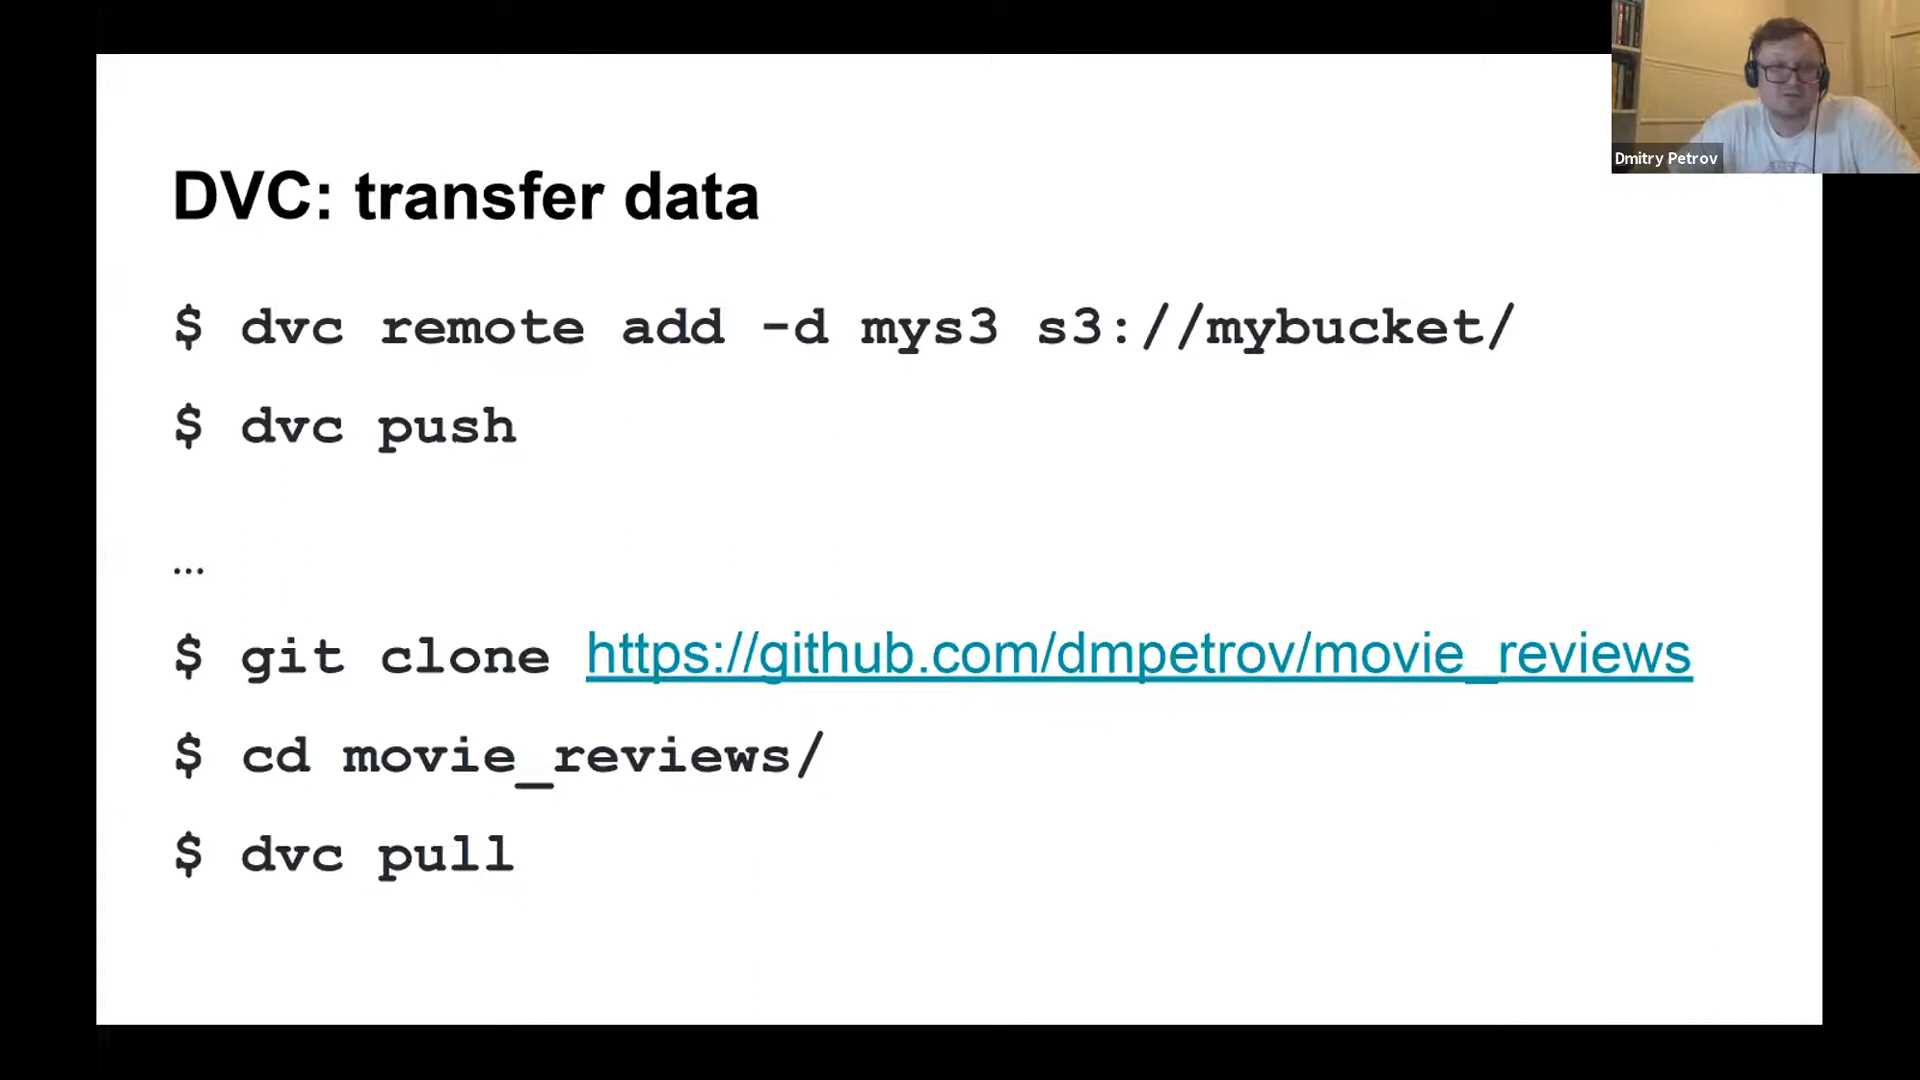 DVC: transfer data
$ dvc remote add -d mys3 s3://mybucket/
$ dvc push
...
$ git clone https://github.com/dmpetrov/movie_reviews
$ cd movie_reviews/
$ dvc pull
Dmitry Petrov